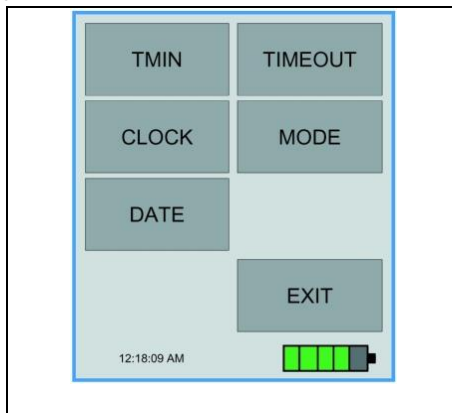 TMIN TIMEOUT
CLOCK MODE
DATE
EXIT
12:18:09 AM